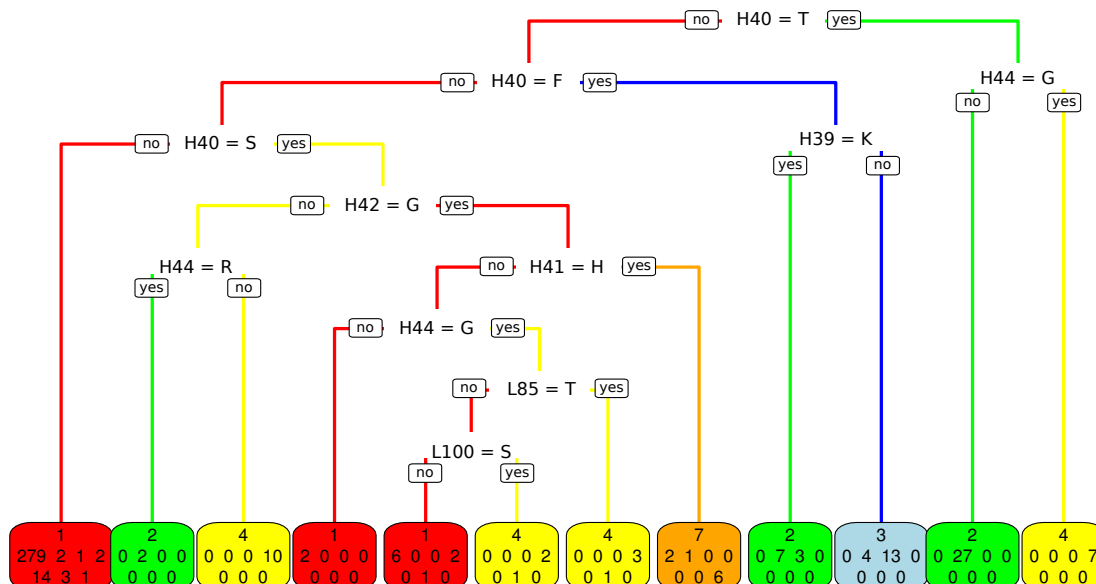 no H40 = T yes
no H40 = F yes H44 = G
no yes
no H40 = S yes H39 = K
yes no
no H42 = G yes
H44 = R no H41 = H yes
yes no
no H44 = G yes
no L85 = T yes
L100 = S
no yes
1 2 4 1 1 4 4 7 2 3 2 4
279 2 1 2 0 2 0 0 0 0 0 10 2 0 0 0 6 0 0 2 0 0 0 2 0 0 0 3 2 1 0 0 0 7 3 0 0 4 13 0 0 27 0 0 0 0 0 7
14 3 1 0 0 0 0 0 0 0 0 0 0 1 0 0 1 0 0 1 0 0 0 6 0 0 0 0 0 0 0 0 0 0 0 0